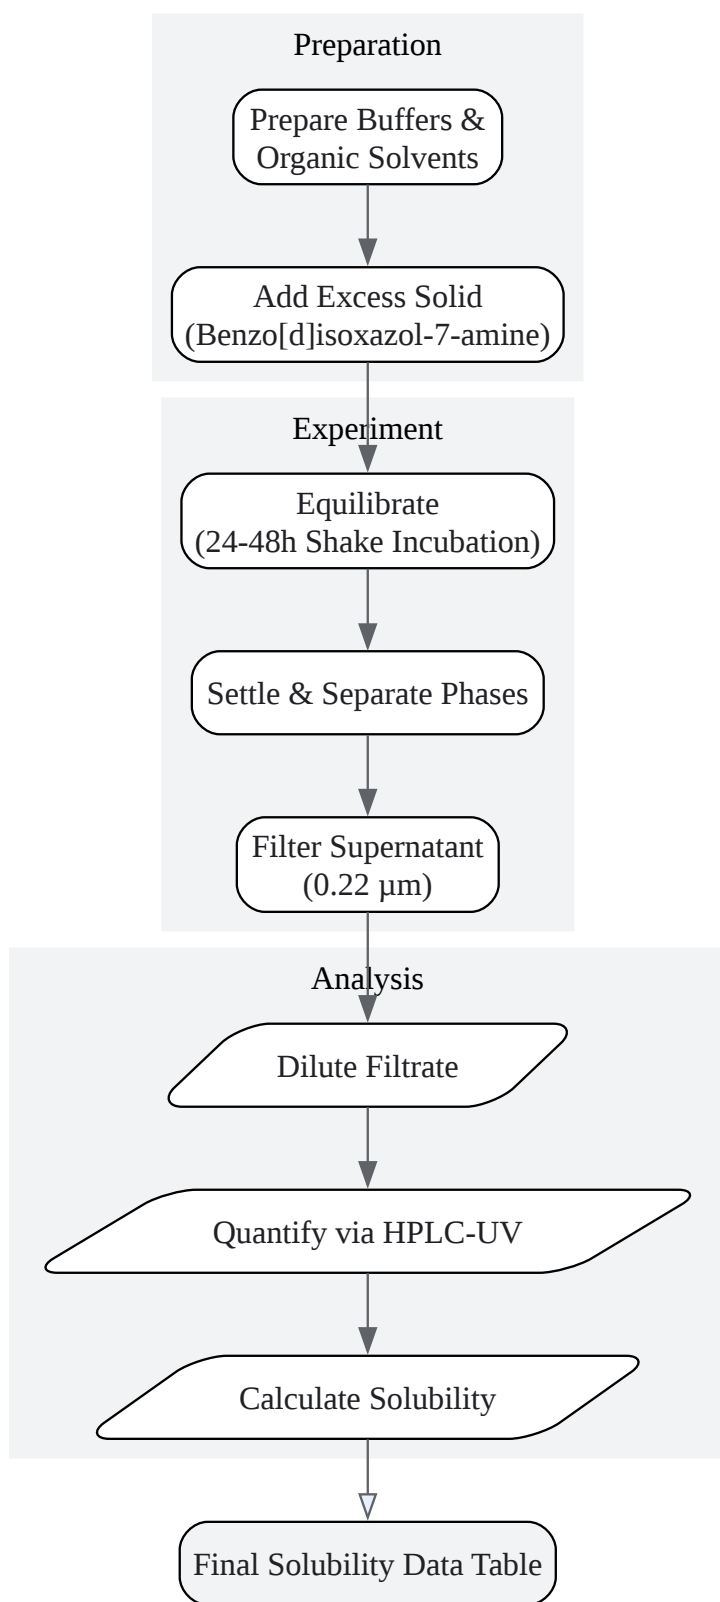 Preparation
Prepare Buffers &
Organic Solvents
Add Excess Solid
(Benzo[d]isoxazol-7-amine)
Experiment
Equilibrate
(24-48h Shake Incubation)
Settle & Separate Phases
Filter Supernatant
(0.22 µm)
Analysis
Dilute Filtrate
Quantify via HPLC-UV
Calculate Solubility
Final Solubility Data Table